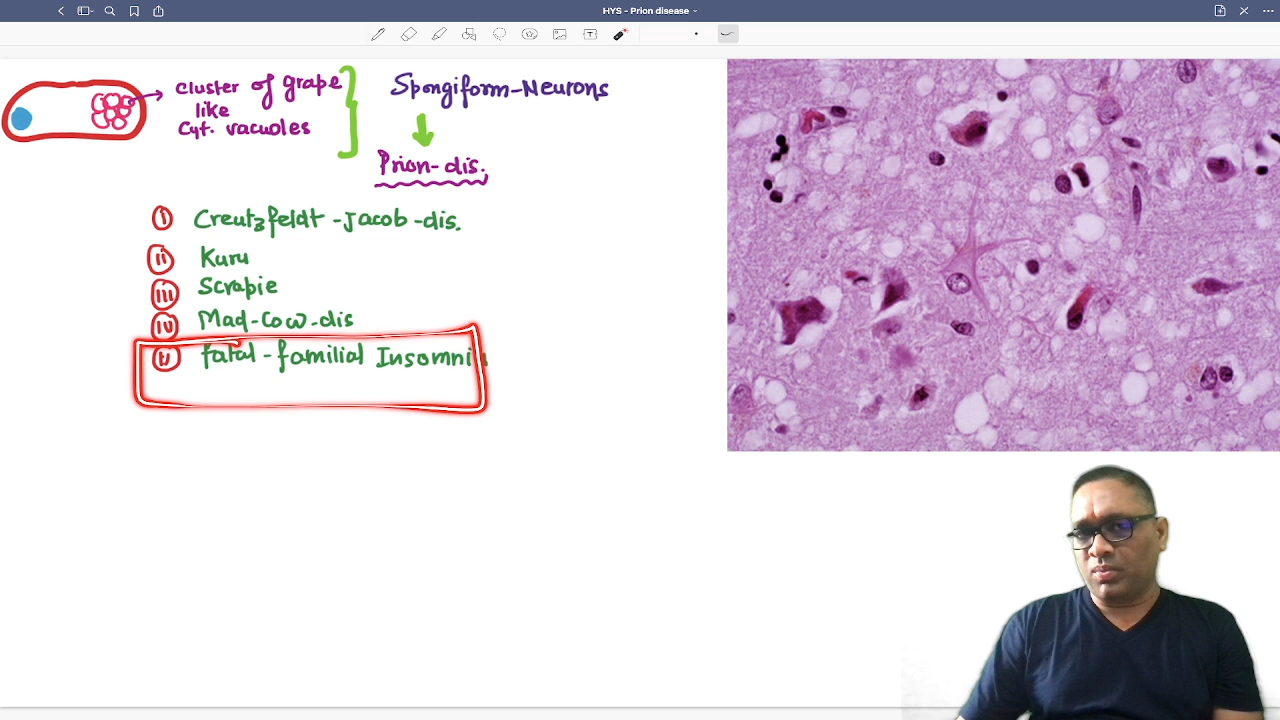 HYS - Prion disease
Cluster of grape
like
Cyt. vacuoles
Spongiform-Neurons
Prion-dis.
i Creutzfeldt-Jacob-dis.
ii Kuru
iii Scrapie
iv Mad-Cow-dis
v fatal-familial Insomnia